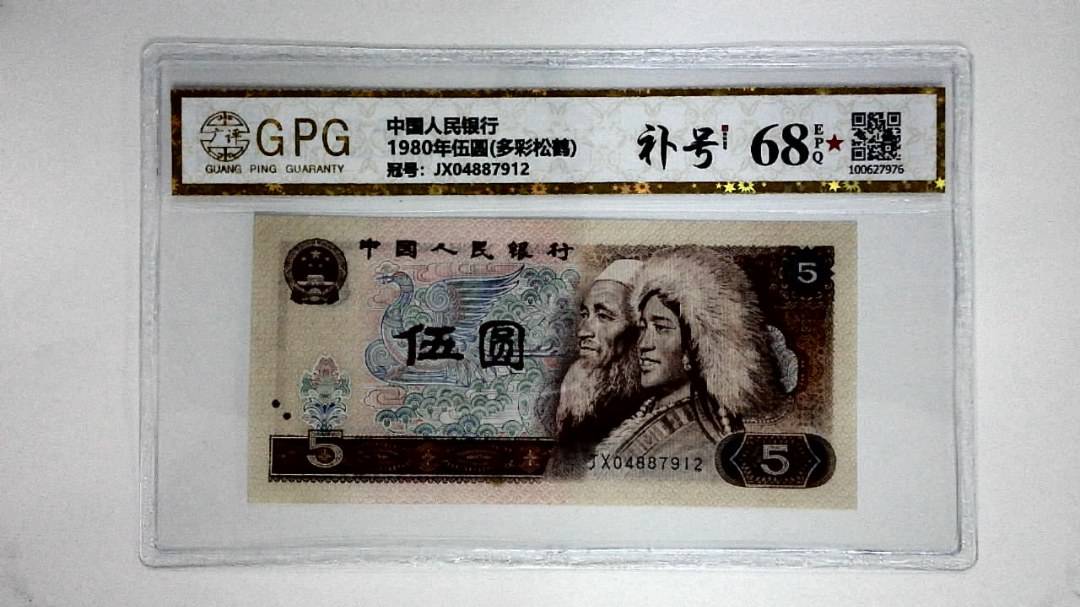 广评
GPG
GUANG PING GUARANTY
中国人民银行
1980年伍圆(多彩松鹤)
冠号：JX04887912
补号
68
EPQ
100627976
中国人民银行
5
伍圆
5
JX04887912
5